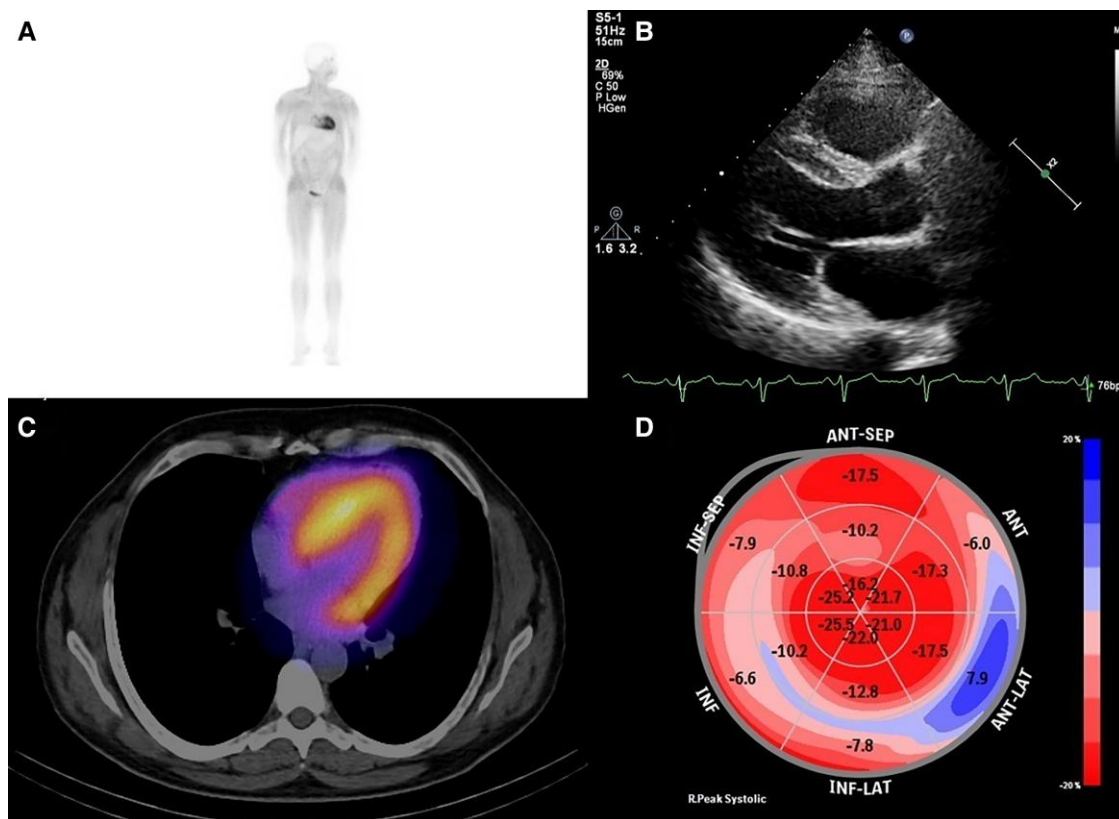 A
B
S5-1
51Hz
15cm
2D
69%
C 50
P Low
HGen
P
M
x2
G
P R
1.6 3.2
76bp
C
D
ANT-SEP
20%
-17.5
INF-SEP
ANT
-7.9
-10.2
-6.0
-10.8
-17.3
-16.2
-25.2
-21.7
-25.5
-21.0
-22.0
-10.2
-17.5
-6.6
7.9
-12.8
INF
ANT-LAT
-7.8
INF-LAT
-20%
R.Peak Systolic